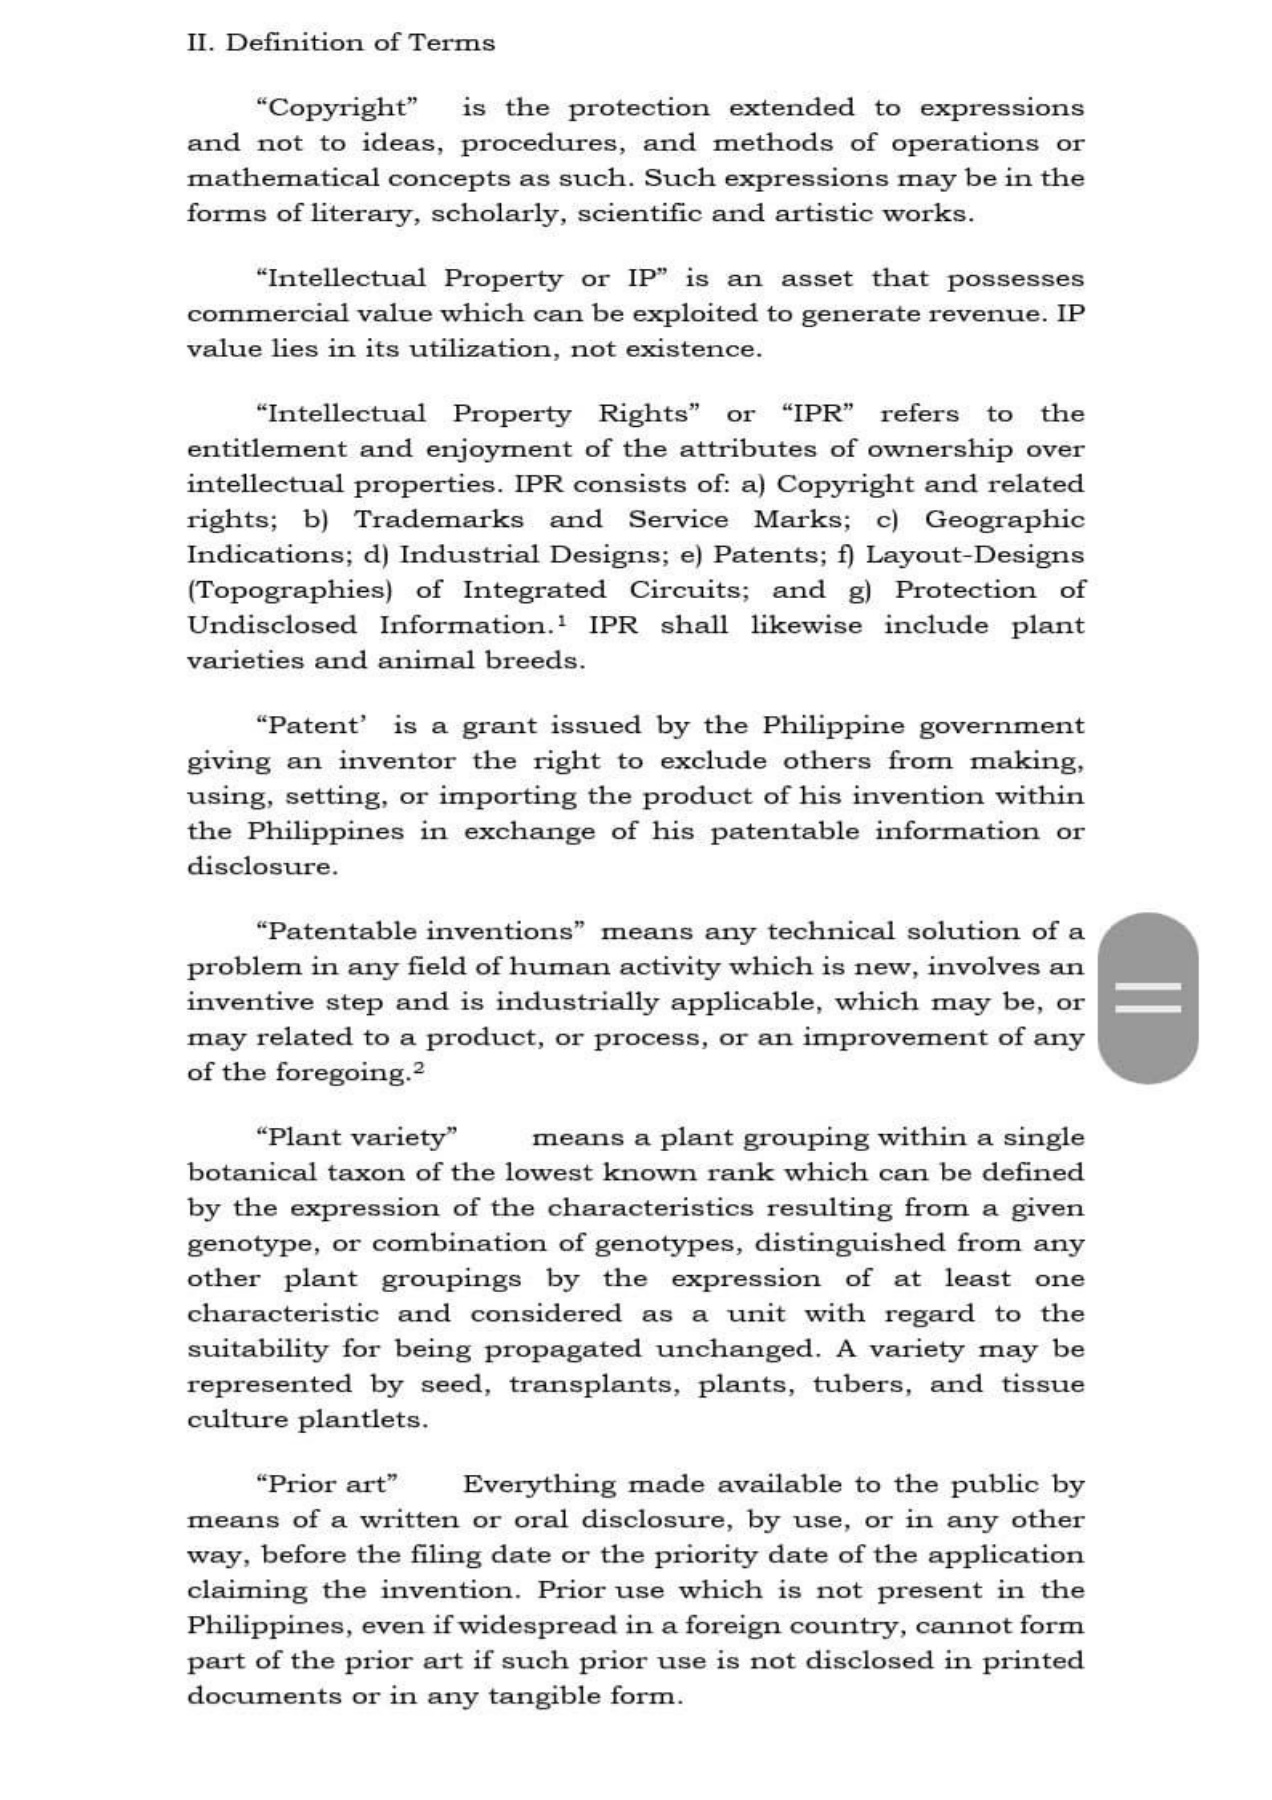 II. Definition of Terms
“Copyright” is the protection extended to expressions
and not to ideas, procedures, and methods of operations or
mathematical concepts as such. Such expressions may be in the
forms of literary, scholarly, scientific and artistic works.
“Intellectual Property or IP” is an asset that possesses
commercial value which can be exploited to generate revenue. IP
value lies in its utilization, not existence.
“Intellectual Property Rights” or “IPR” refers to the
entitlement and enjoyment of the attributes of ownership over
intellectual properties. IPR consists of: a) Copyright and related
rights; b) Trademarks and Service Marks; c) Geographic
Indications; d) Industrial Designs; e) Patents; f) Layout-Designs
(Topographies) of Integrated Circuits; and g) Protection of
Undisclosed Information.¹ IPR shall likewise include plant
varieties and animal breeds.
“Patent’ is a grant issued by the Philippine government
giving an inventor the right to exclude others from making,
using, setting, or importing the product of his invention within
the Philippines in exchange of his patentable information or
disclosure.
“Patentable inventions” means any technical solution of a
problem in any field of human activity which is new, involves an
inventive step and is industrially applicable, which may be, or
may related to a product, or process, or an improvement of any
of the foregoing.²
“Plant variety” means a plant grouping within a single
botanical taxon of the lowest known rank which can be defined
by the expression of the characteristics resulting from a given
genotype, or combination of genotypes, distinguished from any
other plant groupings by the expression of at least one
characteristic and considered as a unit with regard to the
suitability for being propagated unchanged. A variety may be
represented by seed, transplants, plants, tubers, and tissue
culture plantlets.
“Prior art” Everything made available to the public by
means of a written or oral disclosure, by use, or in any other
way, before the filing date or the priority date of the application
claiming the invention. Prior use which is not present in the
Philippines, even if widespread in a foreign country, cannot form
part of the prior art if such prior use is not disclosed in printed
documents or in any tangible form.